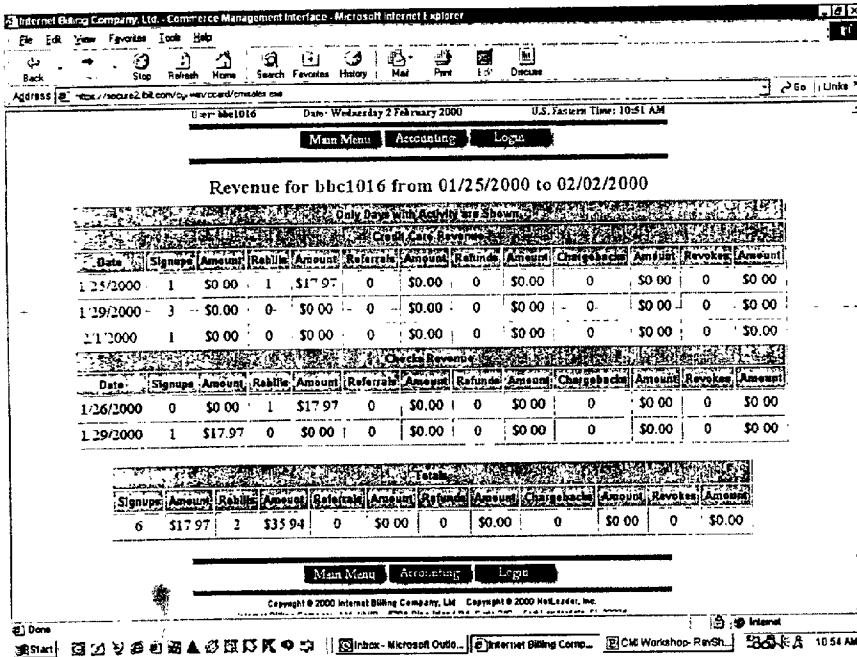 Internet Billing Company, Ltd. - Commerce Management Interface - Microsoft Internet Explorer
File Edit View Favorites Tools Help
Back Stop Refresh Home Search Favorites History Mail Print Edit Discuss
Address Go Links
User: bbc1016 Date: Wednesday 2 February 2000 U.S. Eastern Time: 10:51 AM
Main Menu Accounting Login
Revenue for bbc1016 from 01/25/2000 to 02/02/2000
Only Days with Activity are Shown
Credit Card Revenue
Date Signups Amount Rebills Amount Referrals Amount Refunds Amount Chargebacks Amount Revokes Amount
1/25/2000 1 $0.00 1 $17.97 0 $0.00 0 $0.00 0 $0.00 0 $0.00
1/29/2000 3 $0.00 0 $0.00 0 $0.00 0 $0.00 0 $0.00 0 $0.00
2/1/2000 1 $0.00 0 $0.00 0 $0.00 0 $0.00 0 $0.00 0 $0.00
Checks Revenue
Date Signups Amount Rebills Amount Referrals Amount Refunds Amount Chargebacks Amount Revokes Amount
1/26/2000 0 $0.00 1 $17.97 0 $0.00 0 $0.00 0 $0.00 0 $0.00
1/29/2000 1 $17.97 0 $0.00 0 $0.00 0 $0.00 0 $0.00 0 $0.00
Totals
Signups Amount Rebills Amount Referrals Amount Refunds Amount Chargebacks Amount Revokes Amount
6 $17.97 2 $35.94 0 $0.00 0 $0.00 0 $0.00 0 $0.00
Main Menu Accounting Login
Copyright © 2000 Internet Billing Company, Ltd Copyright © 2000 NetLeader, Inc.
Done Internet
Start Inbox - Microsoft Outlo... Internet Billing Comp... CMI Workshop- RevSh... 10:54 AM